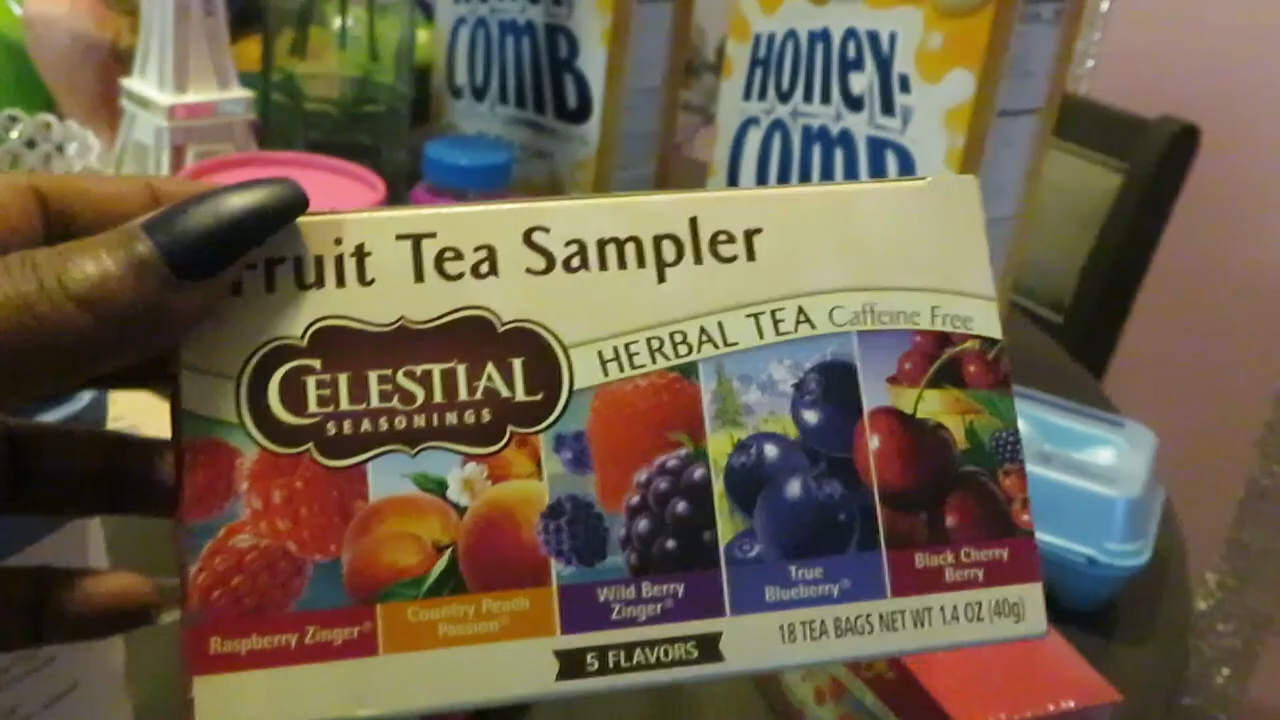 COMB
HONEY-
COMB
Fruit Tea Sampler
CELESTIAL
SEASONINGS
HERBAL TEA Caffeine Free
Raspberry Zinger®
Country Peach
Passion®
Wild Berry
Zinger®
True
Blueberry®
Black Cherry
Berry
5 FLAVORS
18 TEA BAGS NET WT 1.4 OZ (40g)